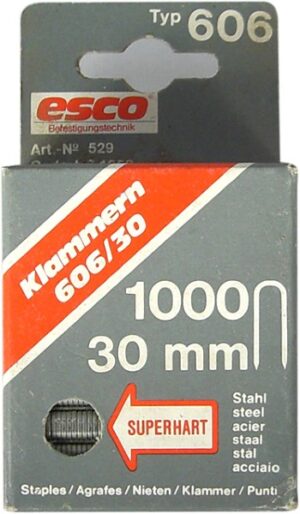 Typ 606
esco
Befestigungstechnik
Art.-Nº 529
Klammern
606/30
1000
30 mm
SUPERHART
Stahl
steel
acier
staal
stål
acciaio
Staples / Agrafes / Nieten / Klammer / Punti